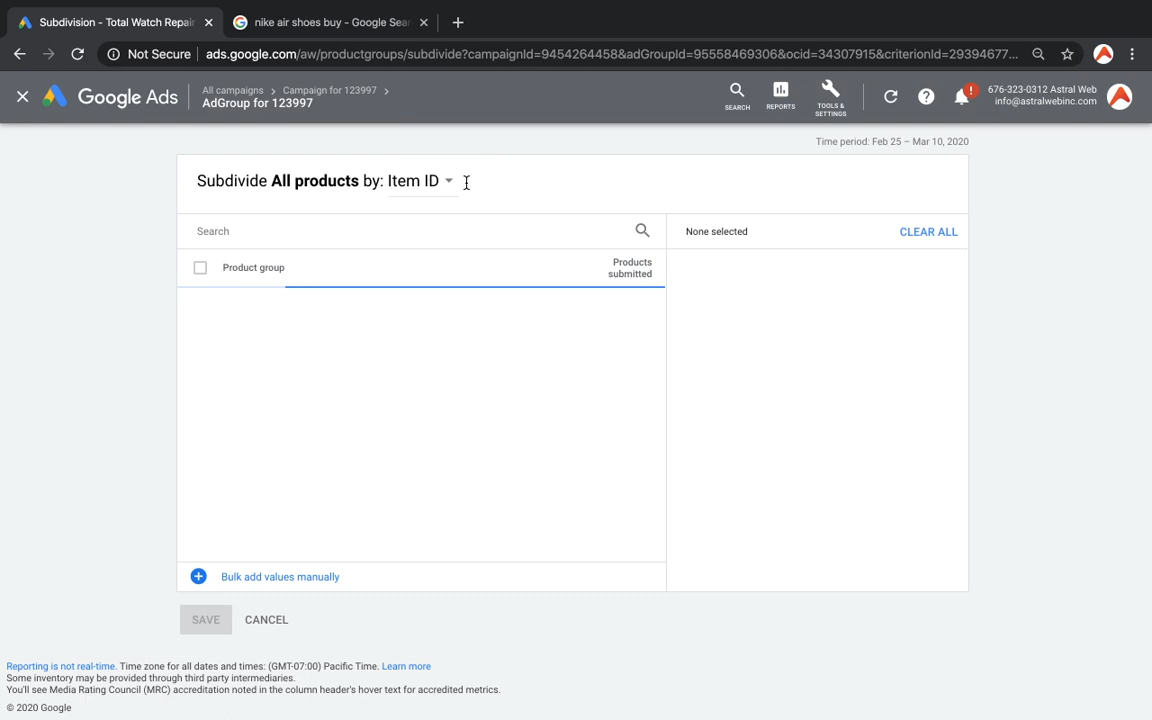 Subdivision - Total Watch Repair
nike air shoes buy - Google Sear
Not Secure
ads.google.com/aw/productgroups/subdivide?campaignId=9454264458&adGroupId=95558469306&ocid=34307915&criterionId=29394677...
Google Ads
All campaigns > Campaign for 123997 >
AdGroup for 123997
SEARCH
REPORTS
TOOLS &
SETTINGS
!
676-323-0312 Astral Web
info@astralwebinc.com
Time period: Feb 25 – Mar 10, 2020
Subdivide All products by: Item ID
Search
None selected
CLEAR ALL
Product group
Products
submitted
Bulk add values manually
SAVE
CANCEL
Reporting is not real-time. Time zone for all dates and times: (GMT-07:00) Pacific Time. Learn more
Some inventory may be provided through third party intermediaries.
You'll see Media Rating Council (MRC) accreditation noted in the column header's hover text for accredited metrics.
© 2020 Google